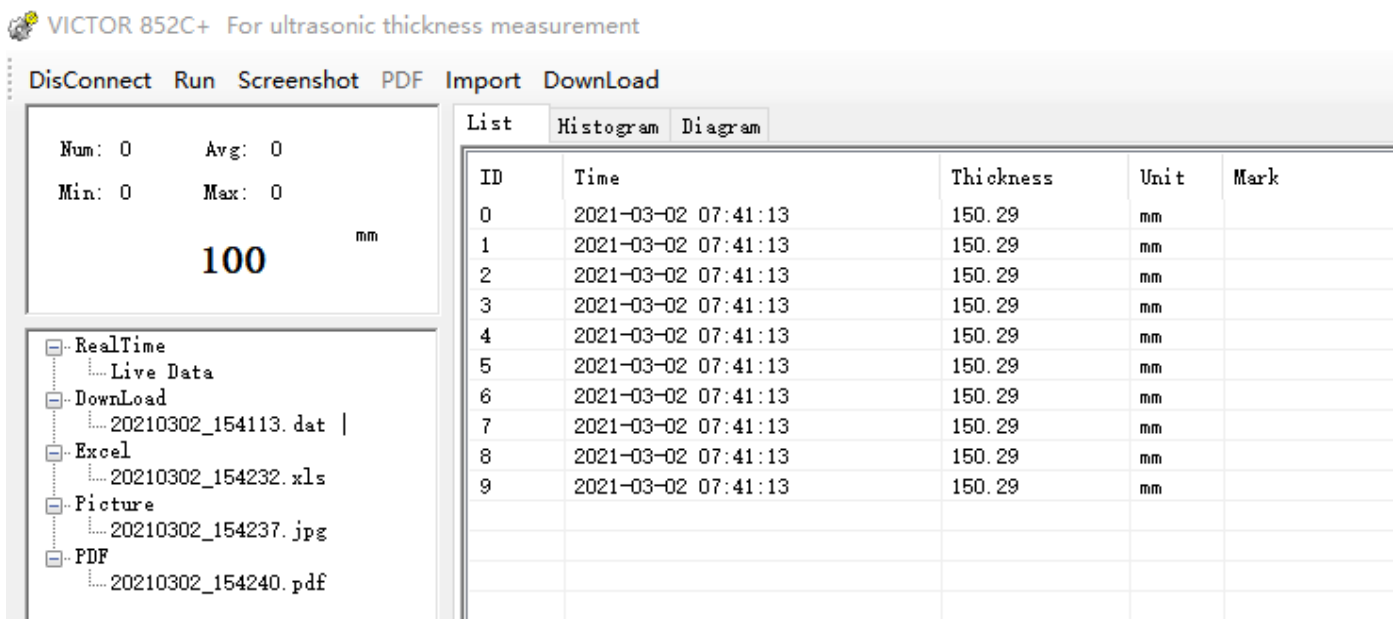 VICTOR 852C+ For ultrasonic thickness measurement
DisConnect Run Screenshot PDF Import DownLoad
Num: 0 Avg: 0
Min: 0 Max: 0
mm
100
RealTime
Live Data
DownLoad
20210302_154113.dat
Excel
20210302_154232.xls
Picture
20210302_154237.jpg
PDF
20210302_154240.pdf
List Histogram Diagram
ID Time Thickness Unit Mark
0 2021-03-02 07:41:13 150.29 mm
1 2021-03-02 07:41:13 150.29 mm
2 2021-03-02 07:41:13 150.29 mm
3 2021-03-02 07:41:13 150.29 mm
4 2021-03-02 07:41:13 150.29 mm
5 2021-03-02 07:41:13 150.29 mm
6 2021-03-02 07:41:13 150.29 mm
7 2021-03-02 07:41:13 150.29 mm
8 2021-03-02 07:41:13 150.29 mm
9 2021-03-02 07:41:13 150.29 mm